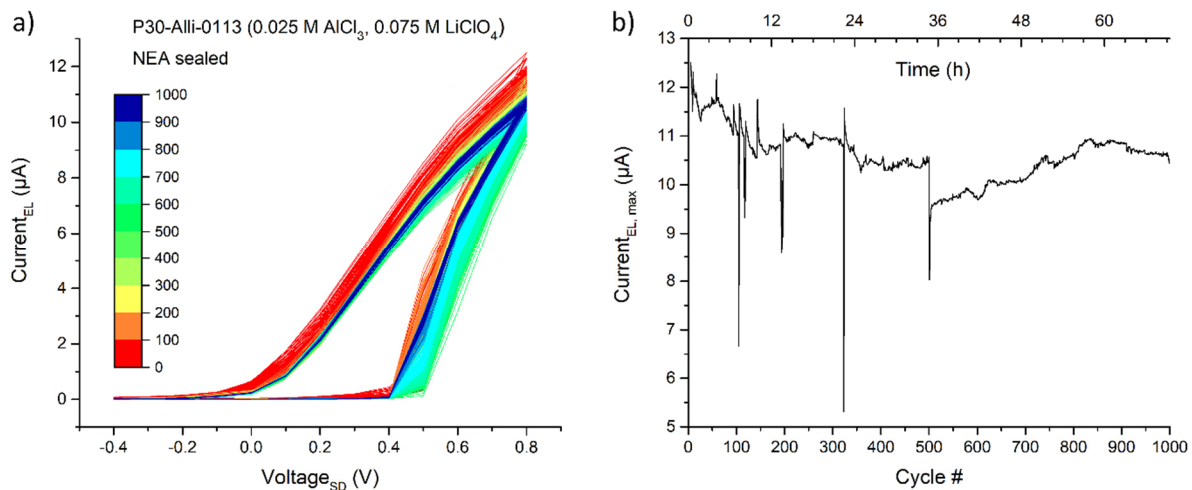 a)
P30-Alli-0113 (0.025 M AlCl3, 0.075 M LiClO4)
NEA sealed
1000
900
800
700
600
500
400
300
200
100
0
12
10
8
6
4
2
0
CurrentEL (µA)
-0.4 -0.2 0.0 0.2 0.4 0.6 0.8
VoltageSD (V)
b)
0 12 24 36 48 60
Time (h)
13
12
11
10
9
8
7
6
5
CurrentEL, max (µA)
0 100 200 300 400 500 600 700 800 900 1000
Cycle #